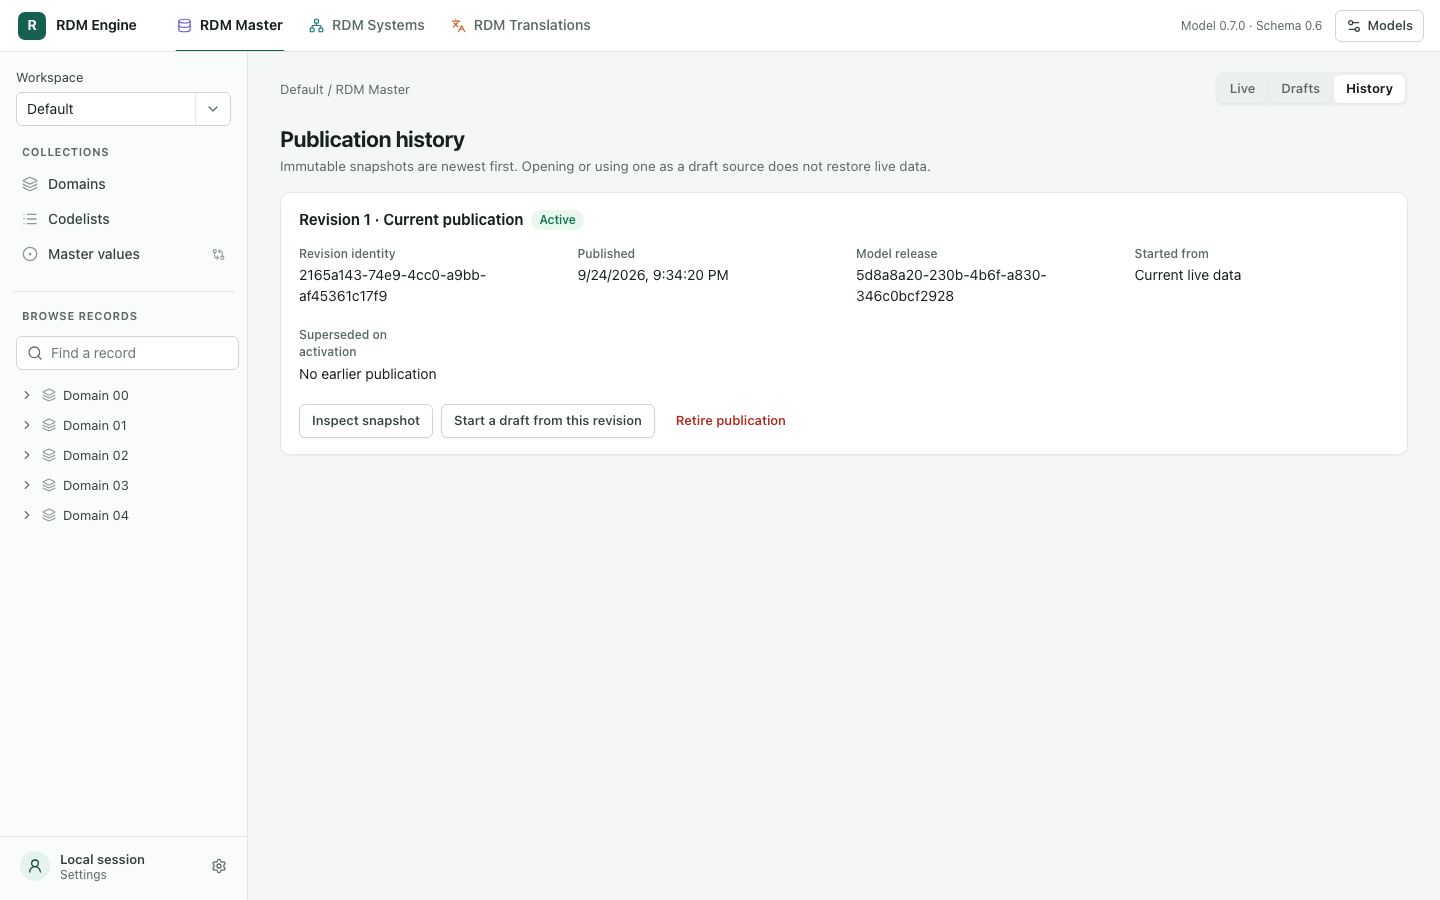 R RDM Engine RDM Master RDM Systems RDM Translations Model 0.7.0 · Schema 0.6 Models
Workspace
Default
COLLECTIONS
Domains
Codelists
Master values
BROWSE RECORDS
Find a record
Domain 00
Domain 01
Domain 02
Domain 03
Domain 04
Local session
Settings
Default / RDM Master Live Drafts History
Publication history
Immutable snapshots are newest first. Opening or using one as a draft source does not restore live data.
Revision 1 · Current publication Active
Revision identity
2165a143-74e9-4cc0-a9bb-
af45361c17f9
Published
9/24/2026, 9:34:20 PM
Model release
5d8a8a20-230b-4b6f-a830-
346c0bcf2928
Started from
Current live data
Superseded on
activation
No earlier publication
Inspect snapshot Start a draft from this revision Retire publication